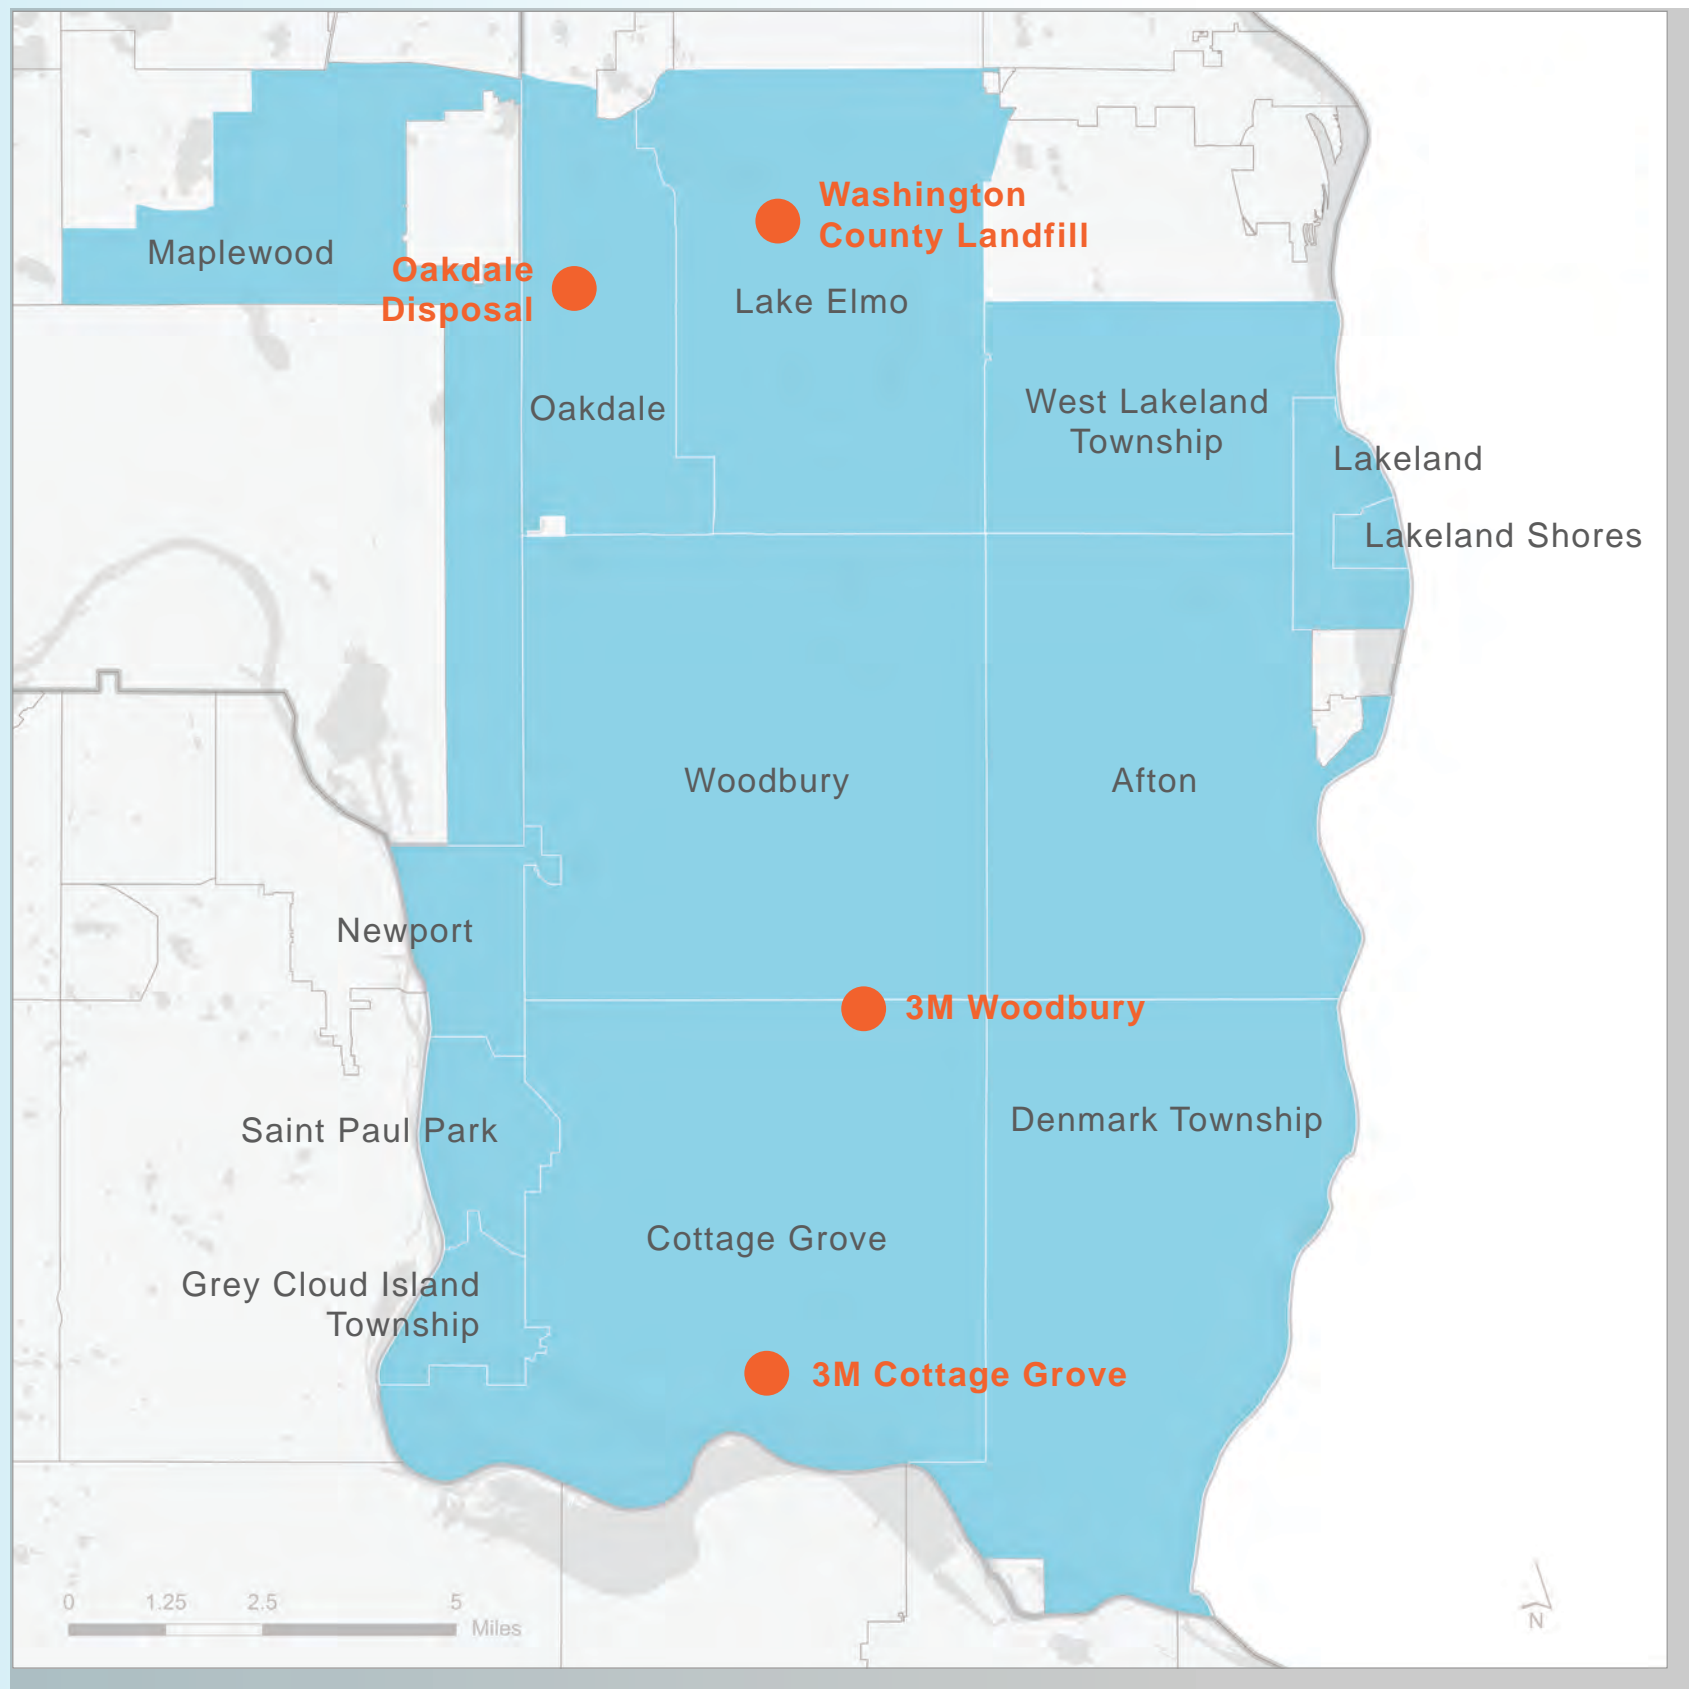 Washington
County Landfill
Maplewood
Oakdale
Disposal
Lake Elmo
Oakdale
West Lakeland
Township
Lakeland
Lakeland Shores
Woodbury
Afton
Newport
3M Woodbury
Saint Paul Park
Denmark Township
Cottage Grove
Grey Cloud Island
Township
3M Cottage Grove
0 1.25 2.5 5
Miles
N